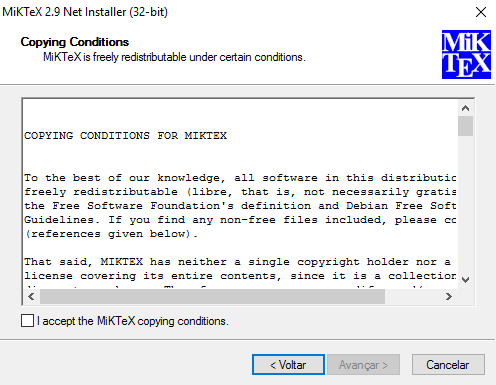 MiKTeX 2.9 Net Installer (32-bit)
Copying Conditions
MiKTeX is freely redistributable under certain conditions.
MiK
TEX
COPYING CONDITIONS FOR MIKTEX
To the best of our knowledge, all software in this distributic
freely redistributable (libre, that is, not necessarily gratis
the Free Software Foundation's definition and Debian Free Soft
Guidelines. If you find any non-free files included, please cc
(references given below).
That said, MIKTEX has neither a single copyright holder nor a
license covering its entire contents, since it is a collection
I accept the MiKTeX copying conditions.
< Voltar
Avançar >
Cancelar